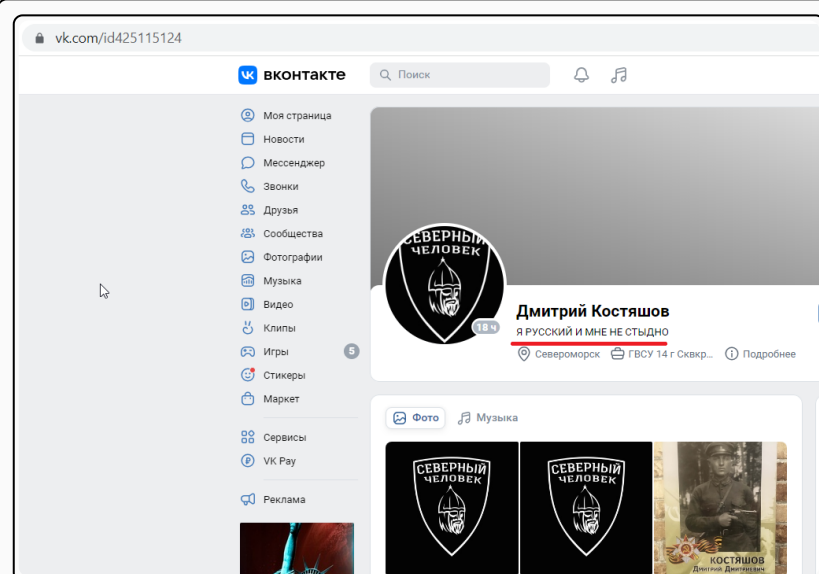 vk.com/id425115124
вконтакте
Поиск
Моя страница
Новости
Мессенджер
Звонки
Друзья
Сообщества
Фотографии
Музыка
Видео
Клипы
Игры
5
Стикеры
Маркет
Сервисы
VK Pay
Реклама
СЕВЕРНЫЙ
ЧЕЛОВЕК
18 ч
Дмитрий Костяшов
Я РУССКИЙ И МНЕ НЕ СТЫДНО
Североморск
ГВСУ 14 г Сквкр...
Подробнее
Фото
Музыка
СЕВЕРНЫЙ
ЧЕЛОВЕК
СЕВЕРНЫЙ
ЧЕЛОВЕК
КОСТЯШОВ
Дмитрий Дмитриевич